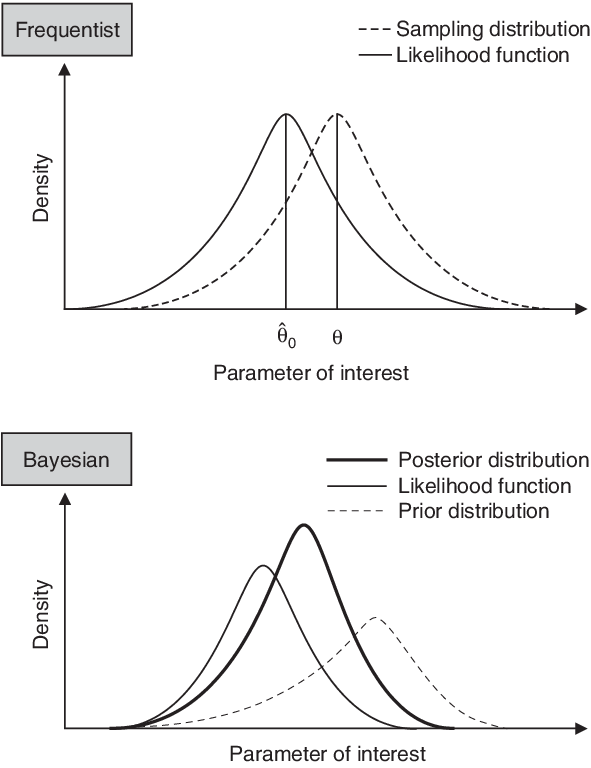 Frequentist
Sampling distribution
Likelihood function
Density
θ̂₀
θ
Parameter of interest
Bayesian
Posterior distribution
Likelihood function
Prior distribution
Density
Parameter of interest